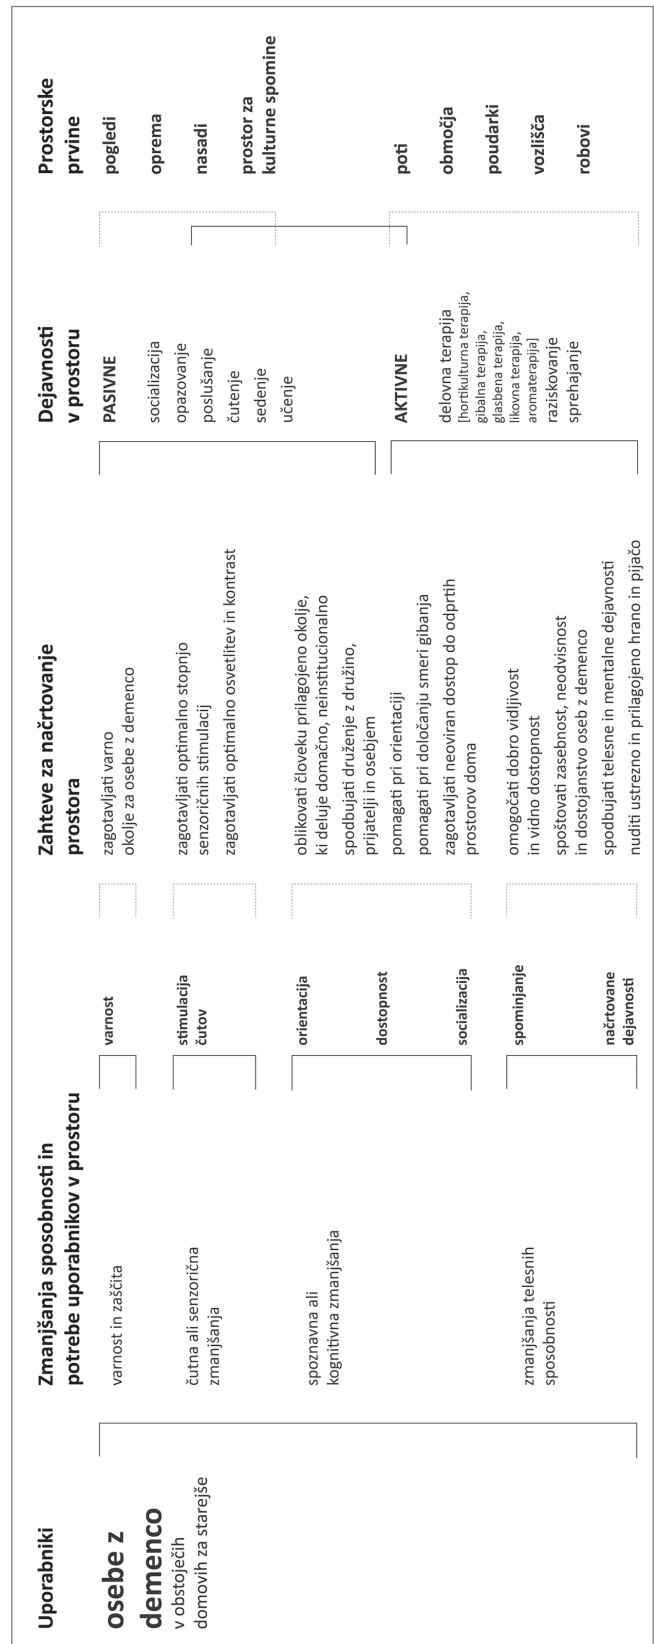 Uporabniki
osebe z
demenco
v obstoječih
domovih za starejše
Zmanjšanja sposobnosti in
potrebe uporabnikov v prostoru
varnost in zaščita
čutna ali senzorična
zmanjšanja
spoznavna ali
kognitivna zmanjšanja
zmanjšanja telesnih
sposobnosti
varnost
stimulacija
čutov
orientacija
dostopnost
socializacija
spominjanje
načrtovane
dejavnosti
Zahteve za načrtovanje
prostora
zagotavljati varno
okolje za osebe z demenco
zagotavljati optimalno stopnjo
senzoričnih stimulacij
zagotavljati optimalno osvetlitev in kontrast
oblikovati človeku prilagojeno okolje,
ki deluje domačno, neinstitucionalno
spodbujati druženje z družino,
prijatelji in osebjem
pomagati pri orientaciji
pomagati pri določanju smeri gibanja
zagotavljati neoviran dostop do odprtih
prostorov doma
omogočati dobro vidljivost
in vidno dostopnost
spoštovati zasebnost, neodvisnost
in dostojanstvo oseb z demenco
spodbujati telesne in mentalne dejavnosti
nuditi ustrezno in prilagojeno hrano in pijačo
Dejavnosti
v prostoru
PASIVNE
socializacija
opazovanje
poslušanje
čutenje
sedenje
učenje
AKTIVNE
delovna terapija
[hortikulturna terapija,
gibalna terapija,
glasbena terapija,
likovna terapija,
aromaterapija]
raziskovanje
sprehajanje
Prostorske
prvine
pogledi
oprema
nasadi
prostor za
kulturne spomine
poti
območja
poudarki
vozlišča
robovi